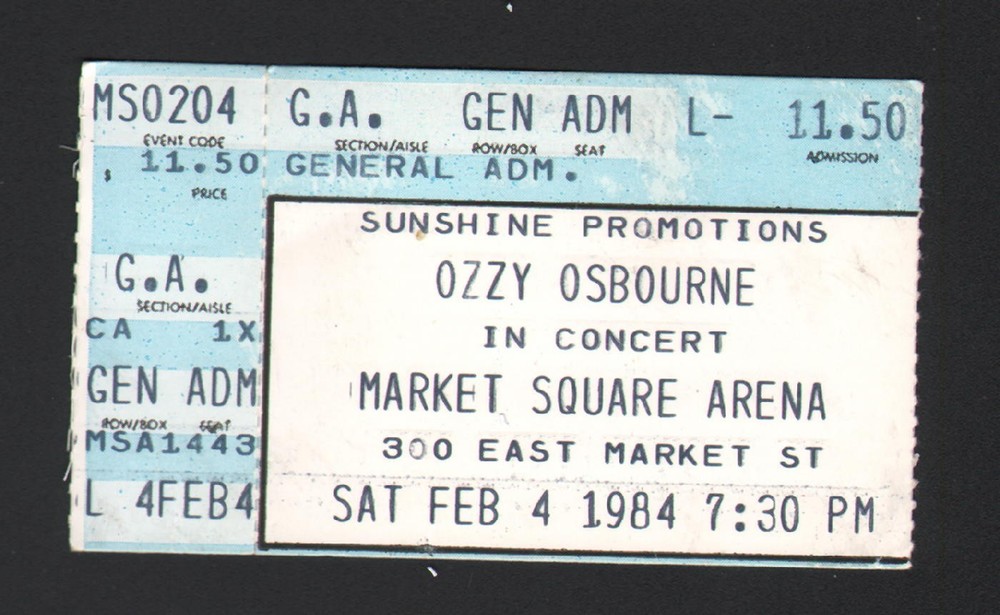 MS0204 G.A. GEN ADM L- 11.50
EVENT CODE SECTION/AISLE ROW/BOX SEAT ADMISSION
$ 11.50 GENERAL ADM.
PRICE
G.A.
SECTION/AISLE
CA 1X
GEN ADM
ROW/BOX SEAT
MSA1443
L 4FEB4
SUNSHINE PROMOTIONS
OZZY OSBOURNE
IN CONCERT
MARKET SQUARE ARENA
300 EAST MARKET ST
SAT FEB 4 1984 7:30 PM